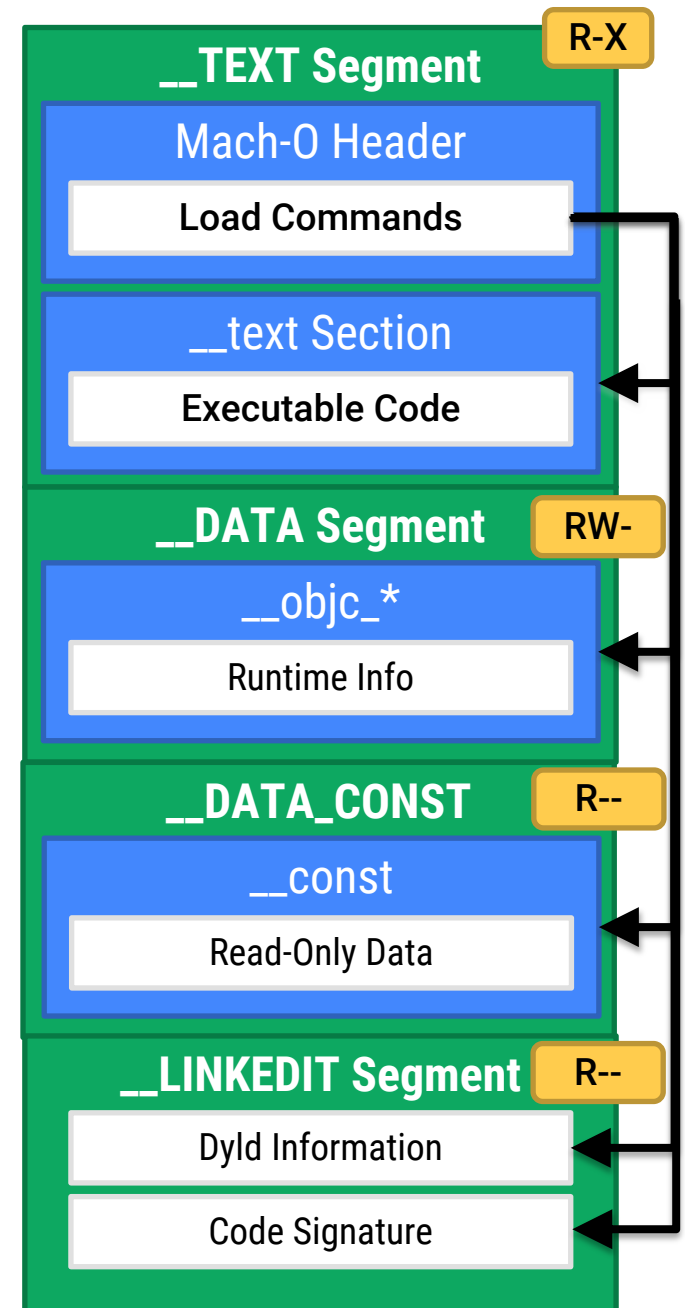 R-X
__TEXT Segment
Mach-O Header
Load Commands
__text Section
Executable Code
__DATA Segment
RW-
__objc_*
Runtime Info
__DATA_CONST
R--
__const
Read-Only Data
__LINKEDIT Segment
R--
Dyld Information
Code Signature